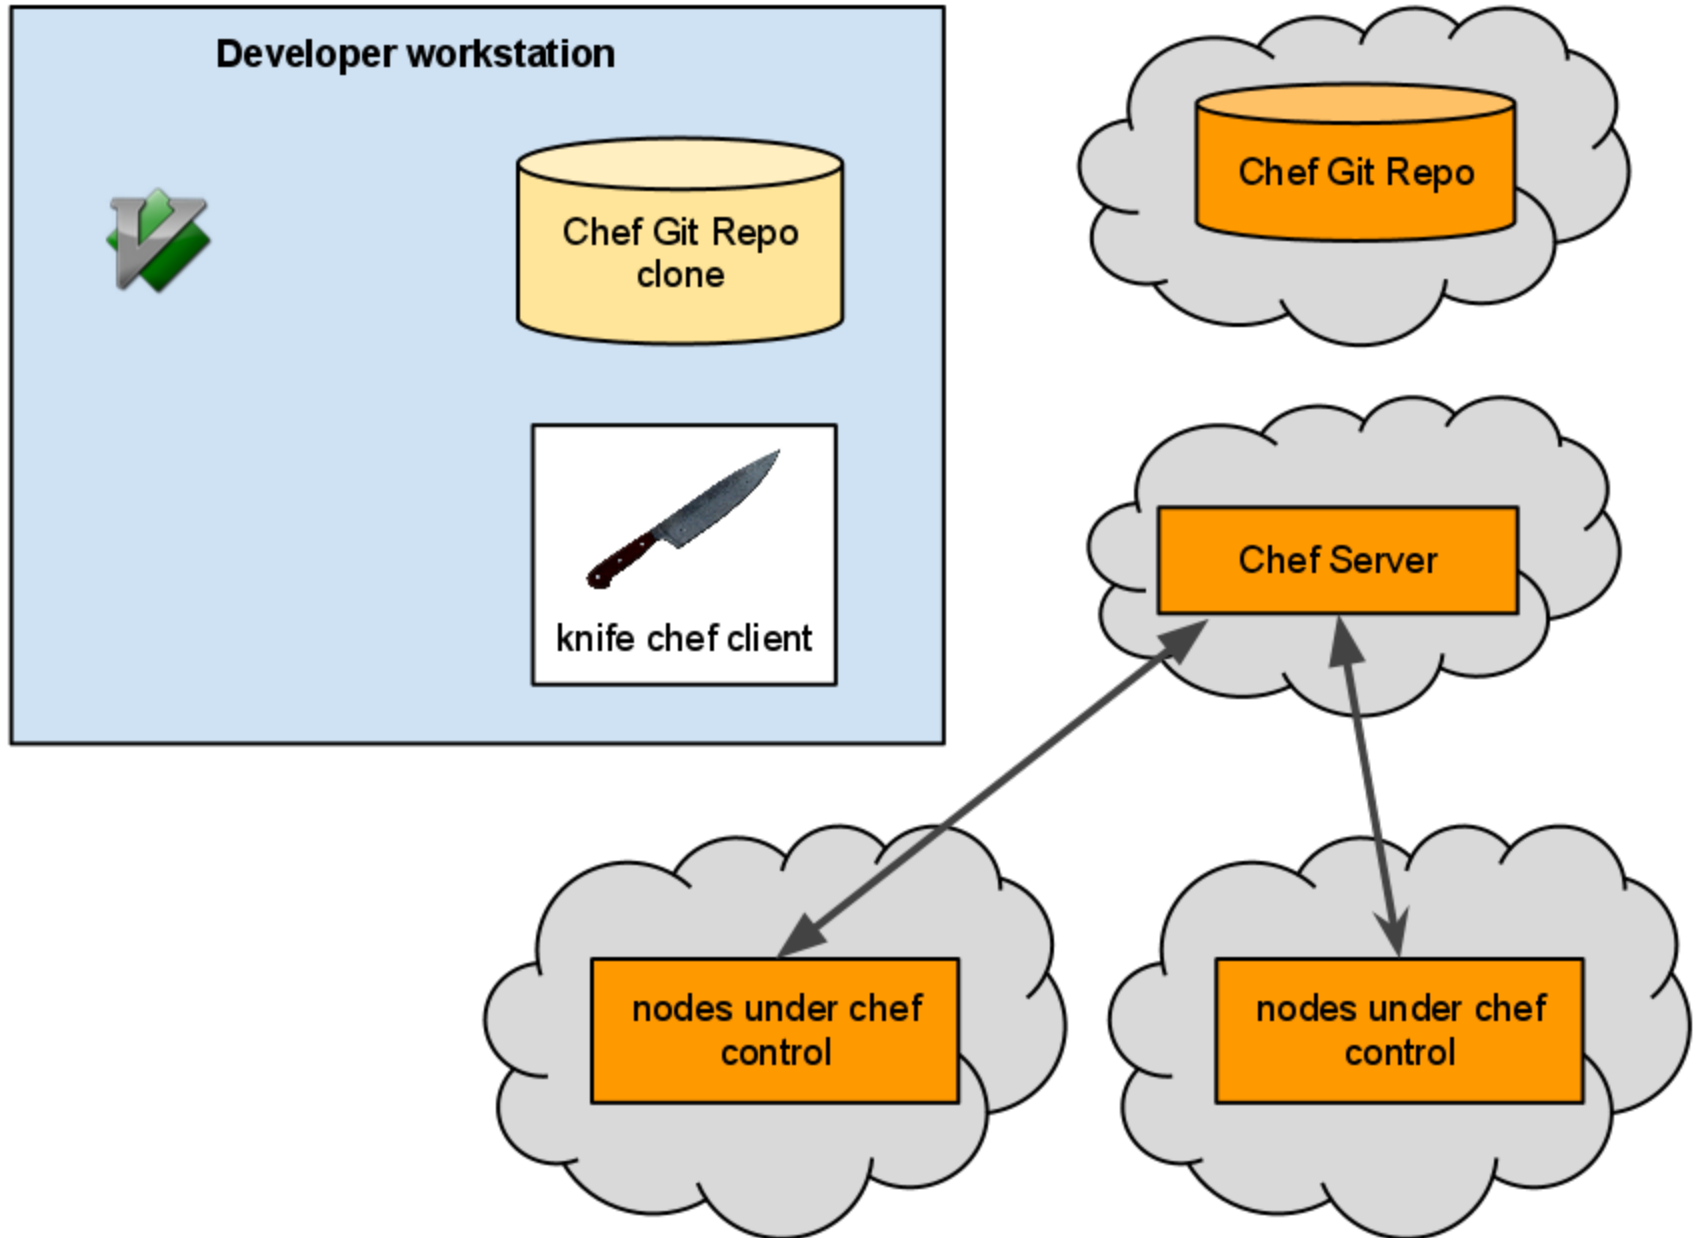 Developer workstation
Chef Git Repo
clone
knife chef client
Chef Git Repo
Chef Server
nodes under chef
control
nodes under chef
control